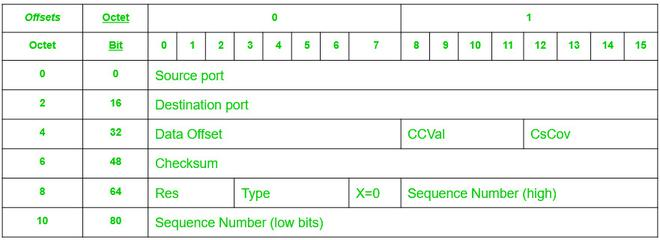 Offsets Octet 0 1
Octet Bit 0 1 2 3 4 5 6 7 8 9 10 11 12 13 14 15
0 0 Source port
2 16 Destination port
4 32 Data Offset CCVal CsCov
6 48 Checksum
8 64 Res Type X=0 Sequence Number (high)
10 80 Sequence Number (low bits)